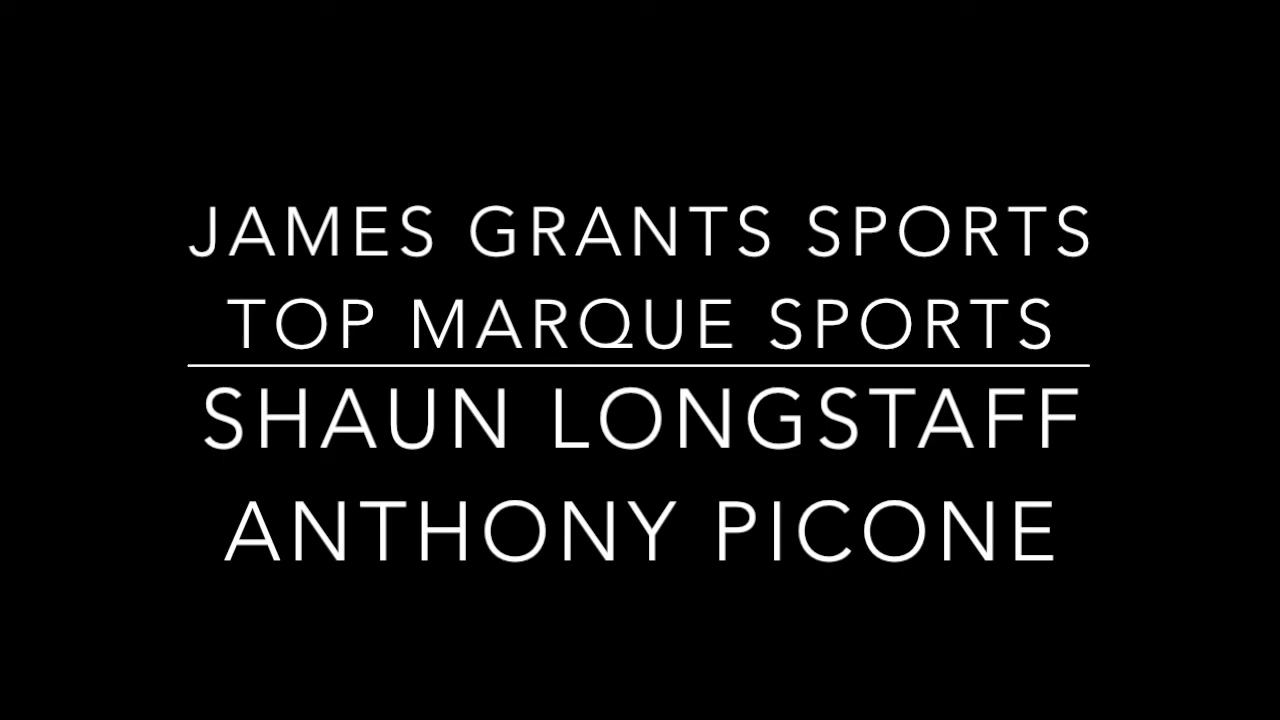 JAMES GRANTS SPORTS
TOP MARQUE SPORTS
SHAUN LONGSTAFF
ANTHONY PICONE